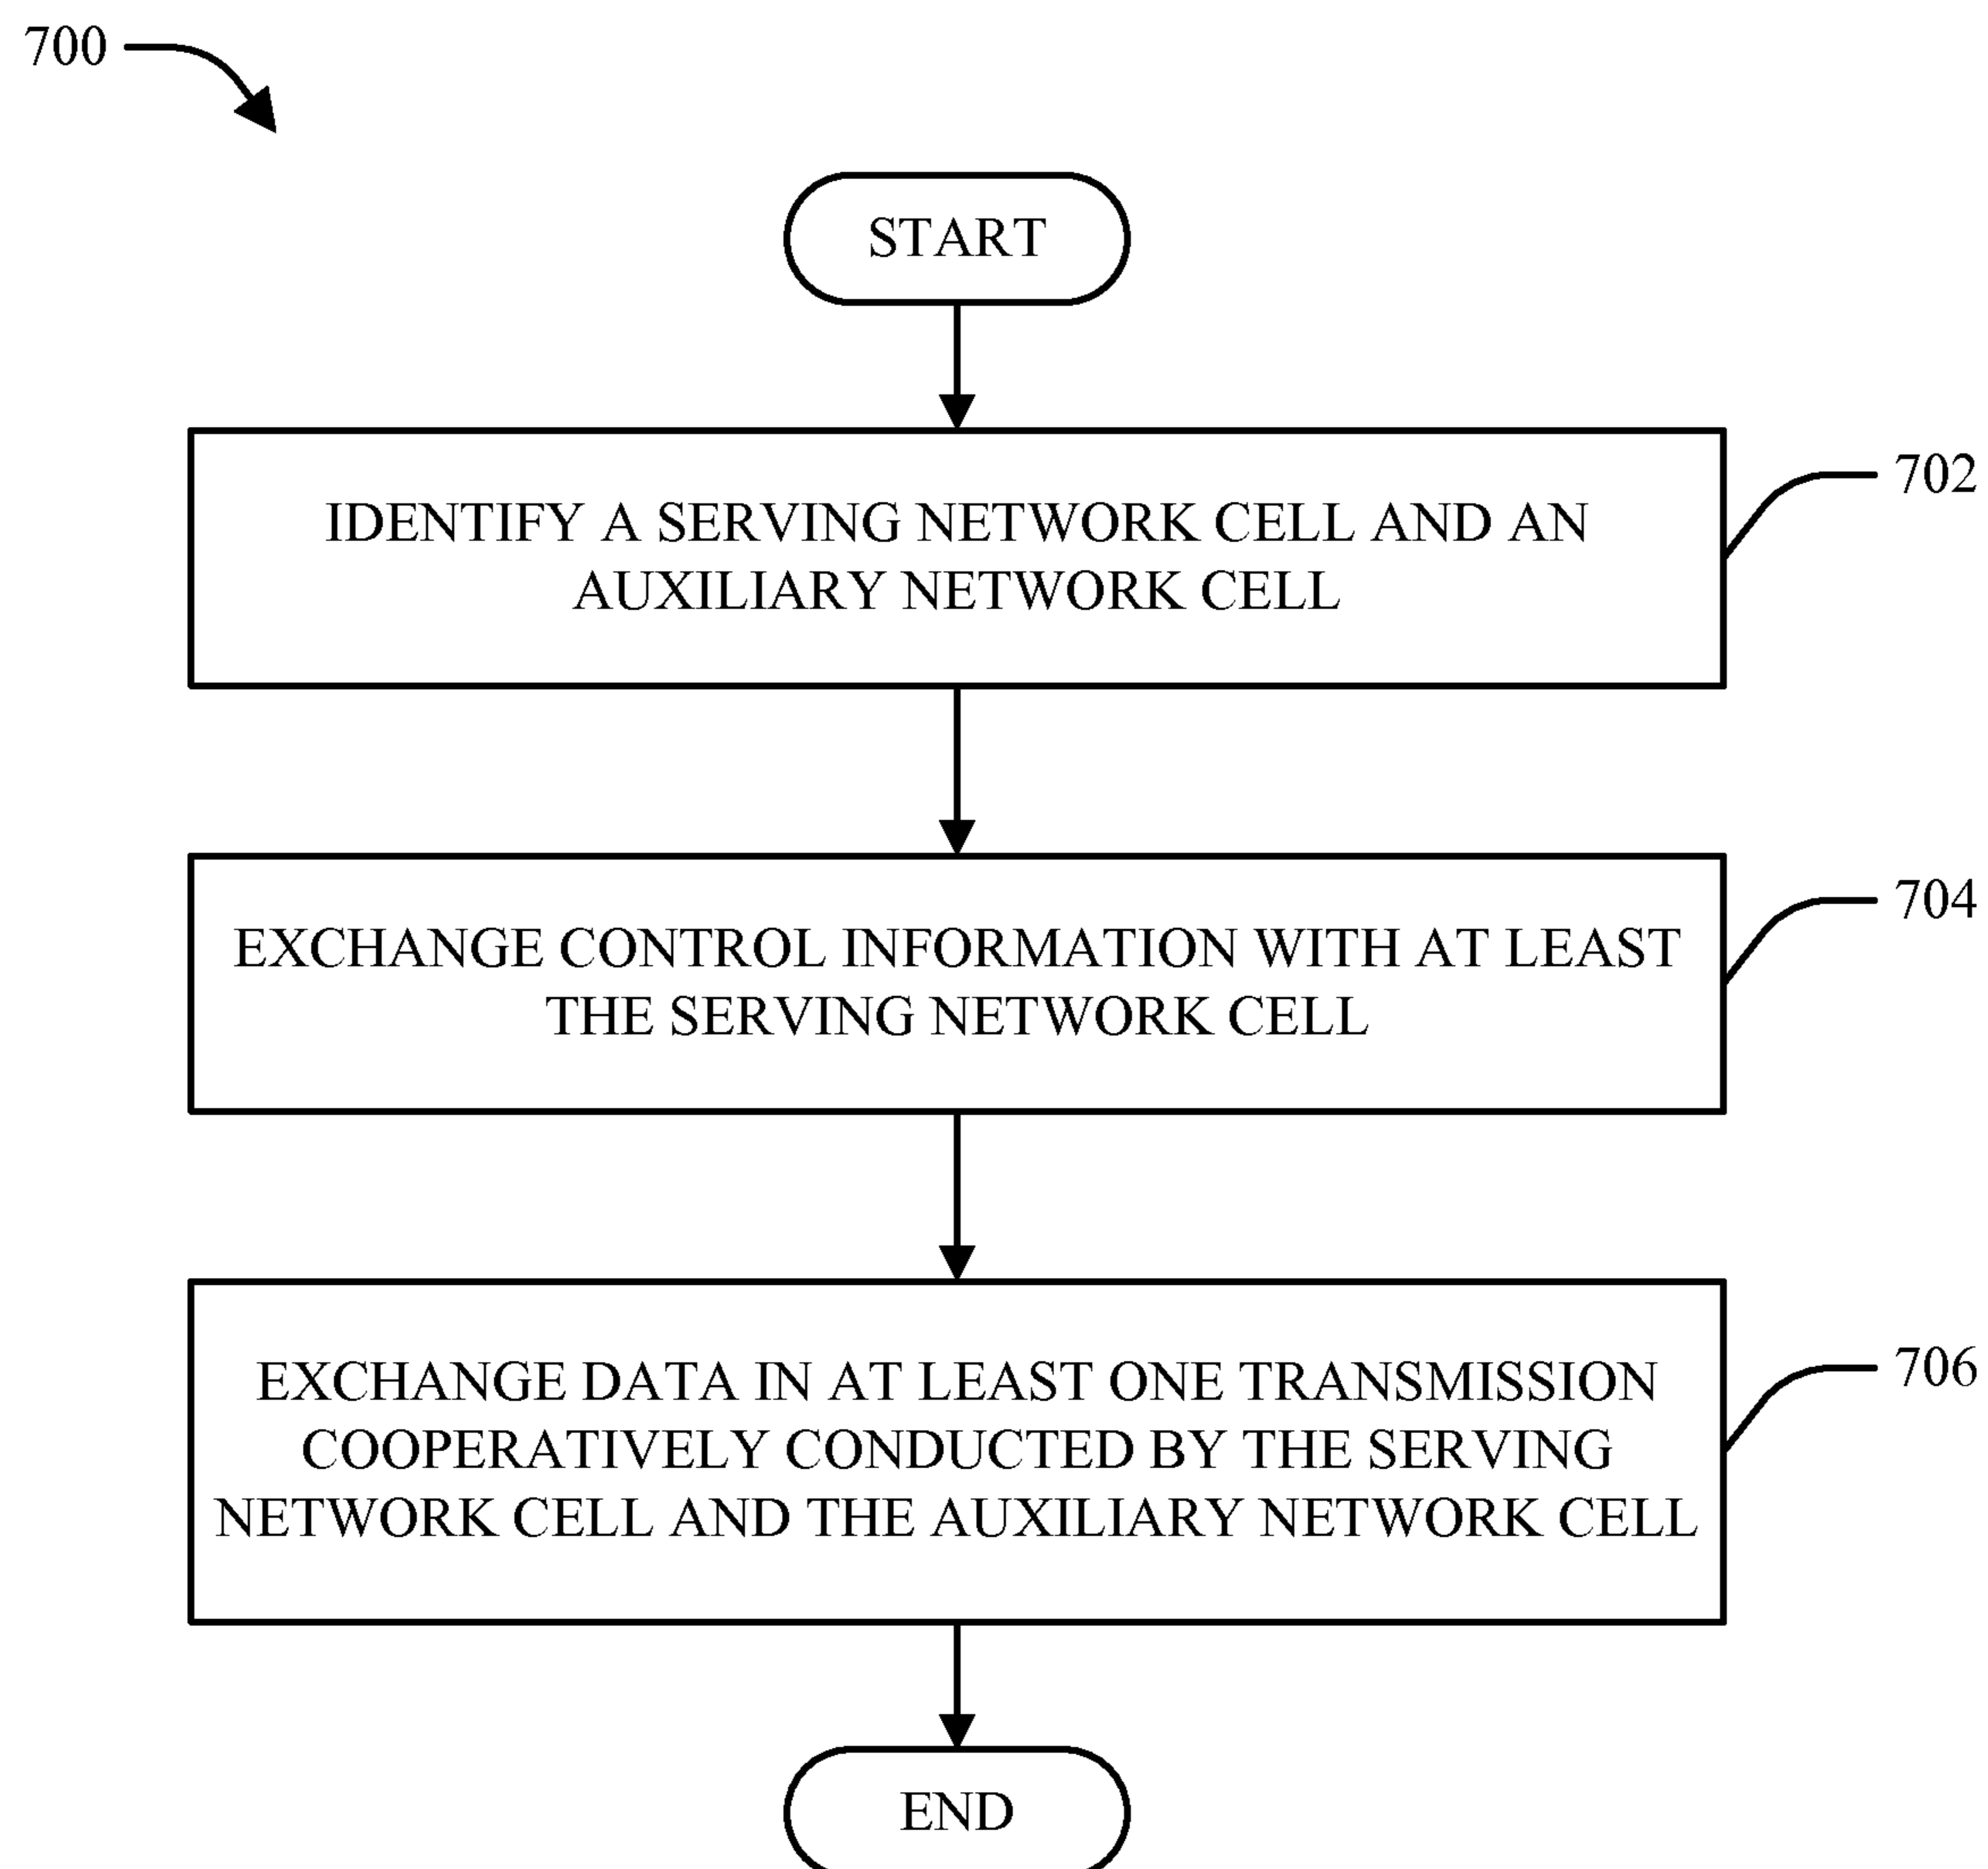 700
START
IDENTIFY A SERVING NETWORK CELL AND AN
AUXILIARY NETWORK CELL
702
EXCHANGE CONTROL INFORMATION WITH AT LEAST
THE SERVING NETWORK CELL
704
EXCHANGE DATA IN AT LEAST ONE TRANSMISSION
COOPERATIVELY CONDUCTED BY THE SERVING
NETWORK CELL AND THE AUXILIARY NETWORK CELL
706
END